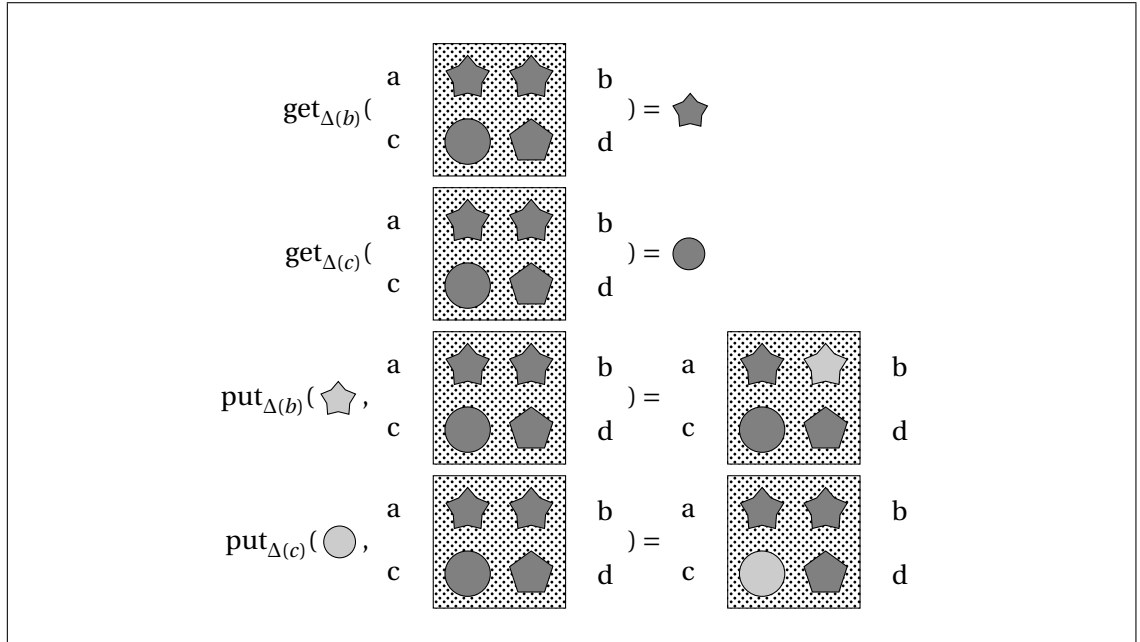 a b
get_Δ(b)( ) =
c d
a b
get_Δ(c)( ) =
c d
a b a b
put_Δ(b)( , ) =
c d c d
a b a b
put_Δ(c)( , ) =
c d c d